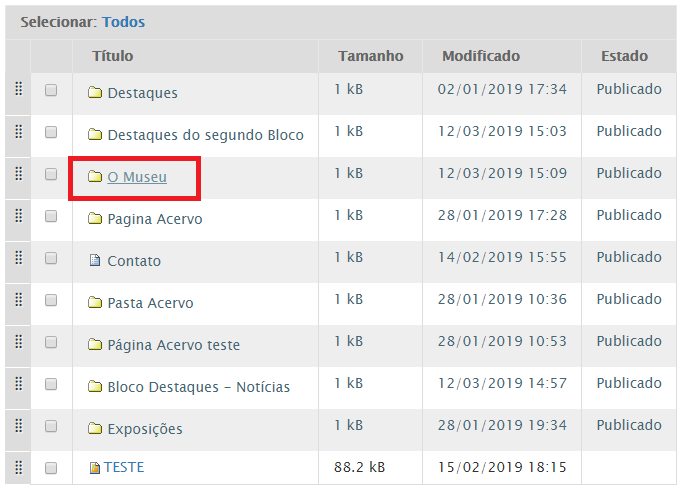 Selecionar: Todos
Título Tamanho Modificado Estado
Destaques 1 kB 02/01/2019 17:34 Publicado
Destaques do segundo Bloco 1 kB 12/03/2019 15:03 Publicado
O Museu 1 kB 12/03/2019 15:09 Publicado
Pagina Acervo 1 kB 28/01/2019 17:28 Publicado
Contato 1 kB 14/02/2019 15:55 Publicado
Pasta Acervo 1 kB 28/01/2019 10:36 Publicado
Página Acervo teste 1 kB 28/01/2019 10:53 Publicado
Bloco Destaques - Notícias 1 kB 12/03/2019 14:57 Publicado
Exposições 1 kB 28/01/2019 19:34 Publicado
TESTE 88.2 kB 15/02/2019 18:15